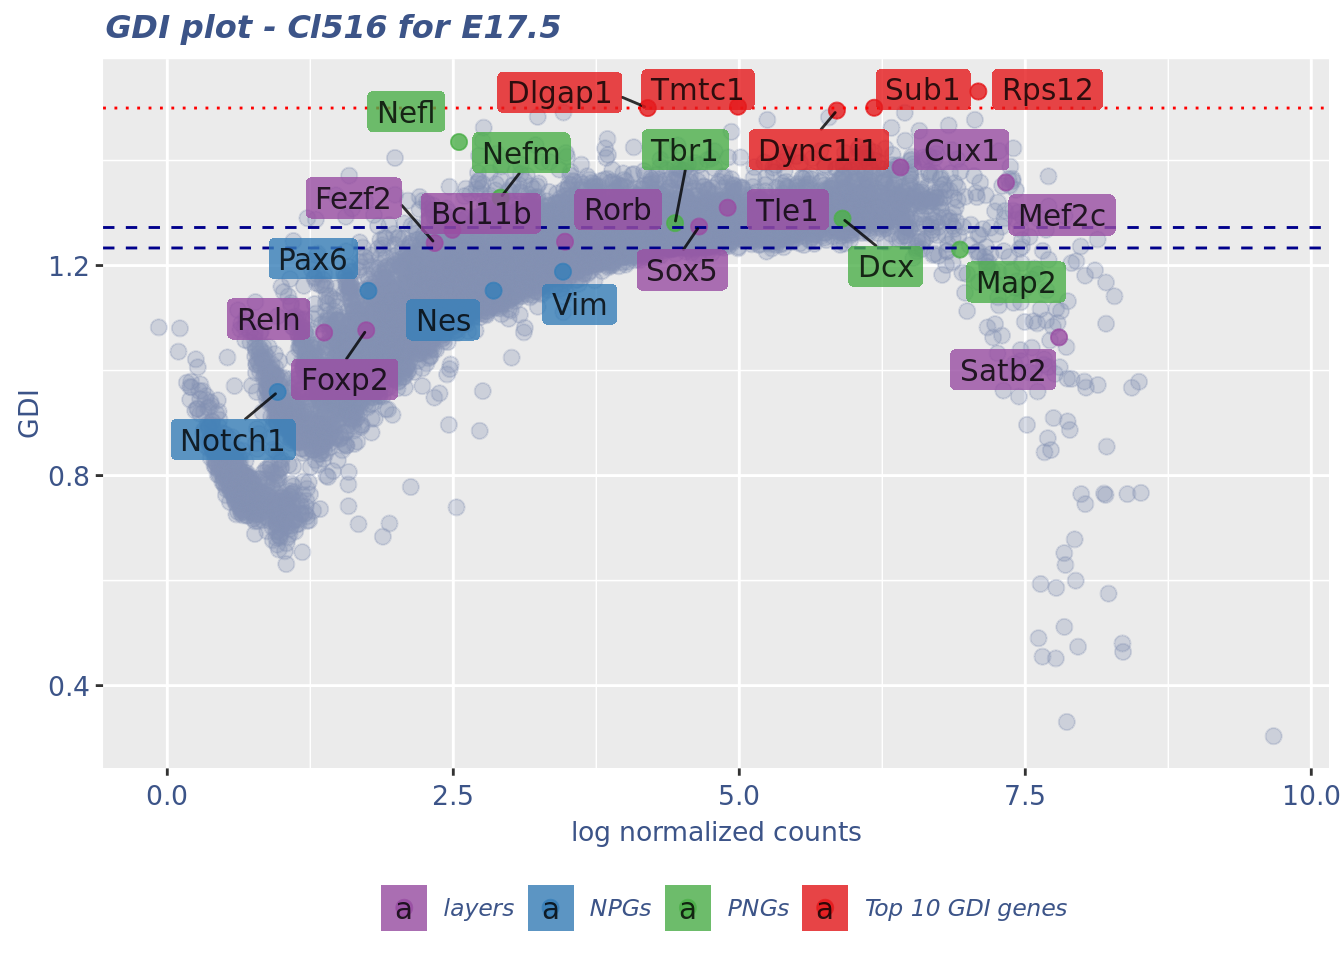 GDI plot - Cl516 for E17.5
Dlgap1 Tmtc1 Sub1 Rps12
Nefl
Nefm Tbr1 Dync1i1 Cux1
Fezf2 Bcl11b Rorb Tle1 Mef2c
Pax6 Sox5 Dcx Map2
Reln Nes Vim
Foxp2 Satb2
Notch1
GDI
1.2
0.8
0.4
0.0 2.5 5.0 7.5 10.0
log normalized counts
a layers a NPGs a PNGs a Top 10 GDI genes